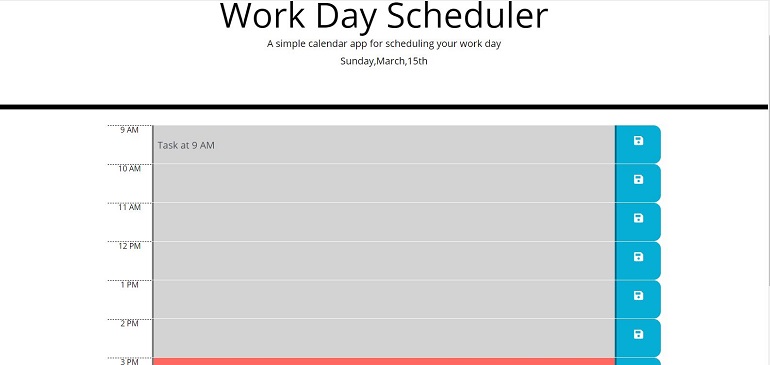 Work Day Scheduler
A simple calendar app for scheduling your work day
Sunday,March,15th
9 AM
Task at 9 AM
10 AM
11 AM
12 PM
1 PM
2 PM
3 PM